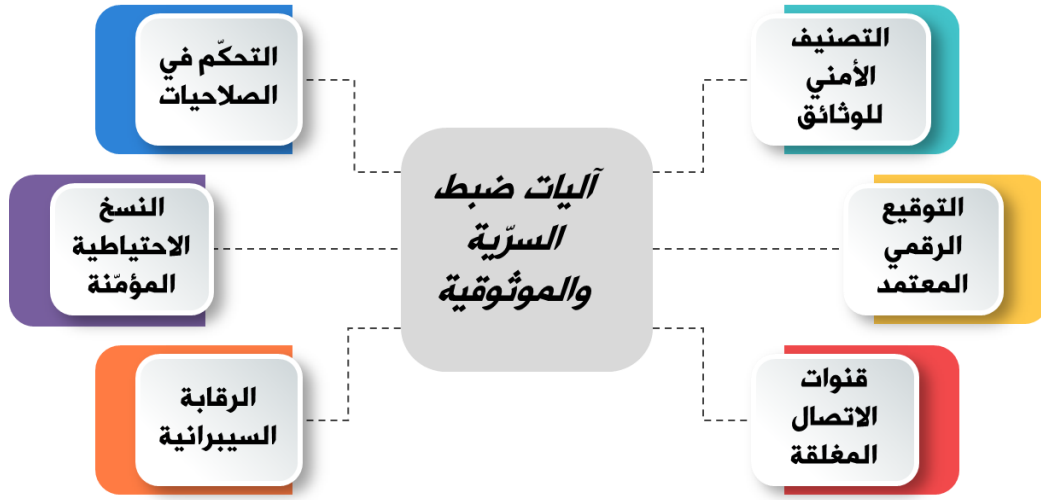 آليات ضبط
السرّية
والموثوقية
التصنيف
الأمني
للوثائق
التوقيع
الرقمي
المعتمد
قنوات
الاتصال
المغلقة
التحكّم في
الصلاحيات
النسخ
الاحتياطية
المؤمّنة
الرقابة
السيبرانية